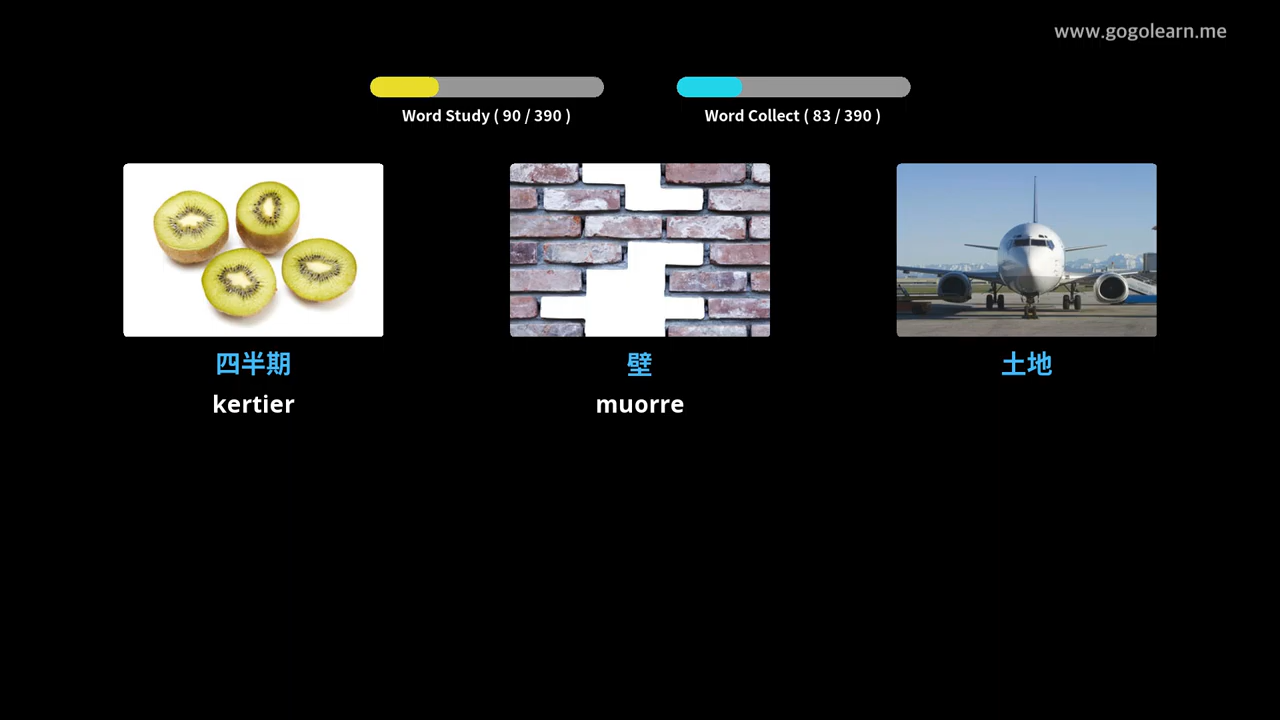 www.gogolearn.me
Word Study ( 90 / 390 )
Word Collect ( 83 / 390 )
四半期
壁
土地
kertier
muorre